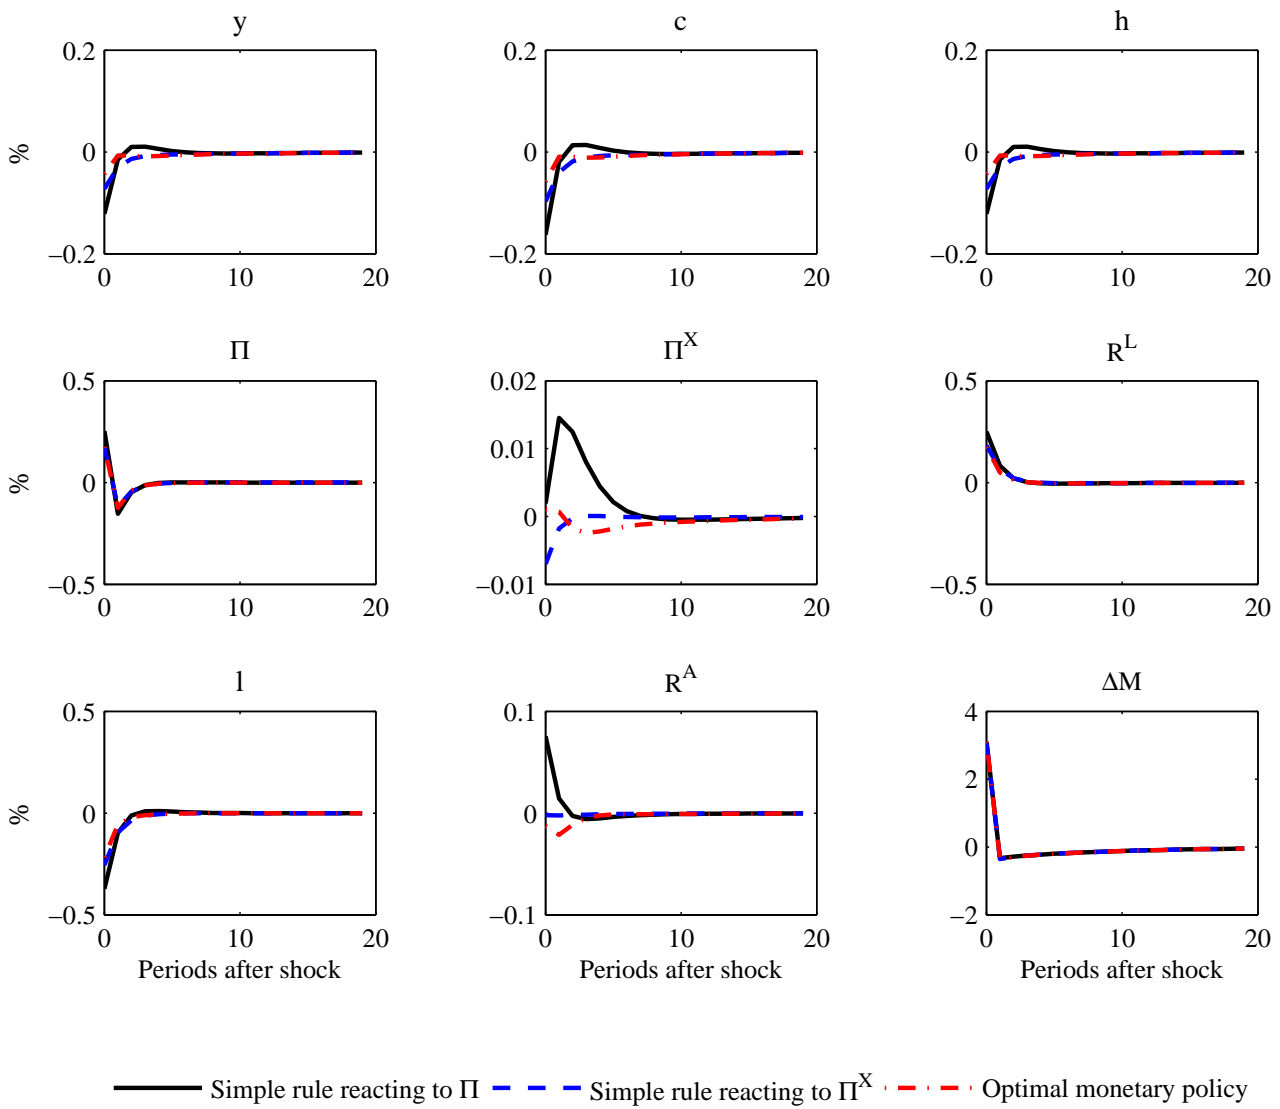 y c h
0.2 0.2 0.2
% 0 0 0
−0.2 −0.2 −0.2
0 10 20 0 10 20 0 10 20
Π Π^X R^L
0.5 0.02 0.5
0.01
% 0 0 0
−0.5 −0.01 −0.5
0 10 20 0 10 20 0 10 20
l R^A ΔM
0.5 0.1 4
2
% 0 0 0
−0.5 −0.1 −2
0 10 20 0 10 20 0 10 20
Periods after shock Periods after shock Periods after shock
Simple rule reacting to Π Simple rule reacting to Π^X Optimal monetary policy